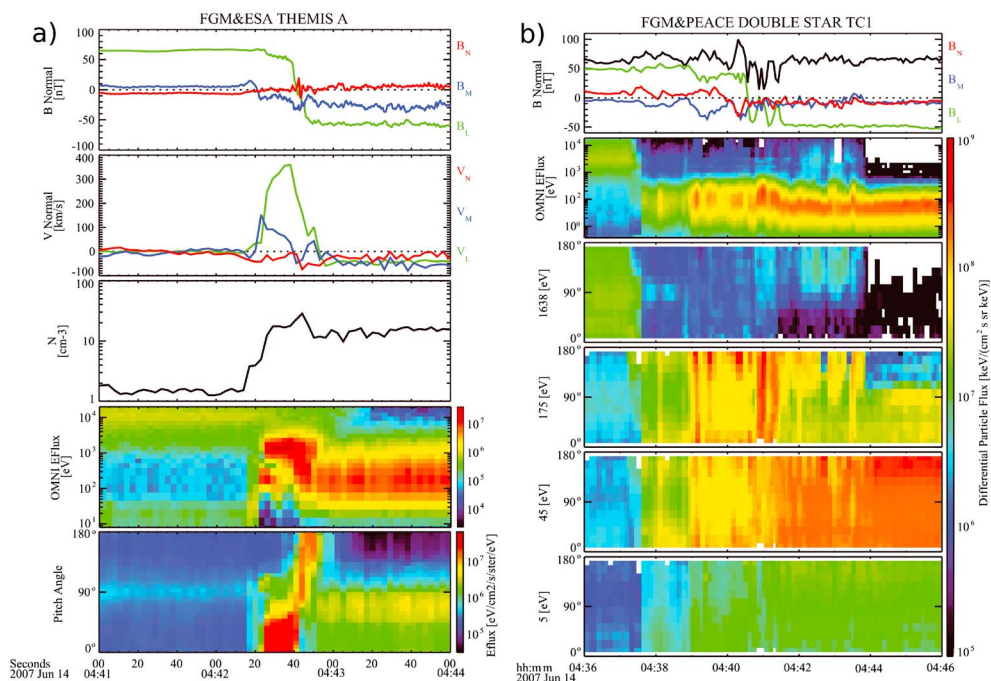 FGM&ESA THEMIS A
a)
100
50
0
-50
-100
B Normal
[nT]
B_N
B_M
B_L
400
300
200
100
0
-100
V Normal
[km/s]
V_N
V_M
V_L
100
10
1
N
[cm-3]
10^4
10^3
10^2
10^1
OMNI EFlux
[eV]
10^7
10^6
10^5
10^4
180°
90°
0°
Pitch Angle
10^7
10^6
10^5
Eflux [eV/cm2/s/ster/eV]
Seconds
2007 Jun 14
00 20 40 00 20 40 00 20 40 00
04:41 04:42 04:43 04:44
FGM&PEACE DOUBLE STAR TC1
b)
100
50
0
-50
B Normal
[nT]
B_N
B_M
B_L
10^4
10^3
10^2
10^1
OMNI EFlux
[eV]
180°
90°
0°
1638 [eV]
180°
90°
0°
175 [eV]
180°
90°
0°
45 [eV]
180°
90°
0°
5 [eV]
10^9
10^8
10^7
10^6
10^5
Differential Particle Flux [keV/(cm^2 s sr keV)]
hh:mm
2007 Jun 14
04:36 04:38 04:40 04:42 04:44 04:46